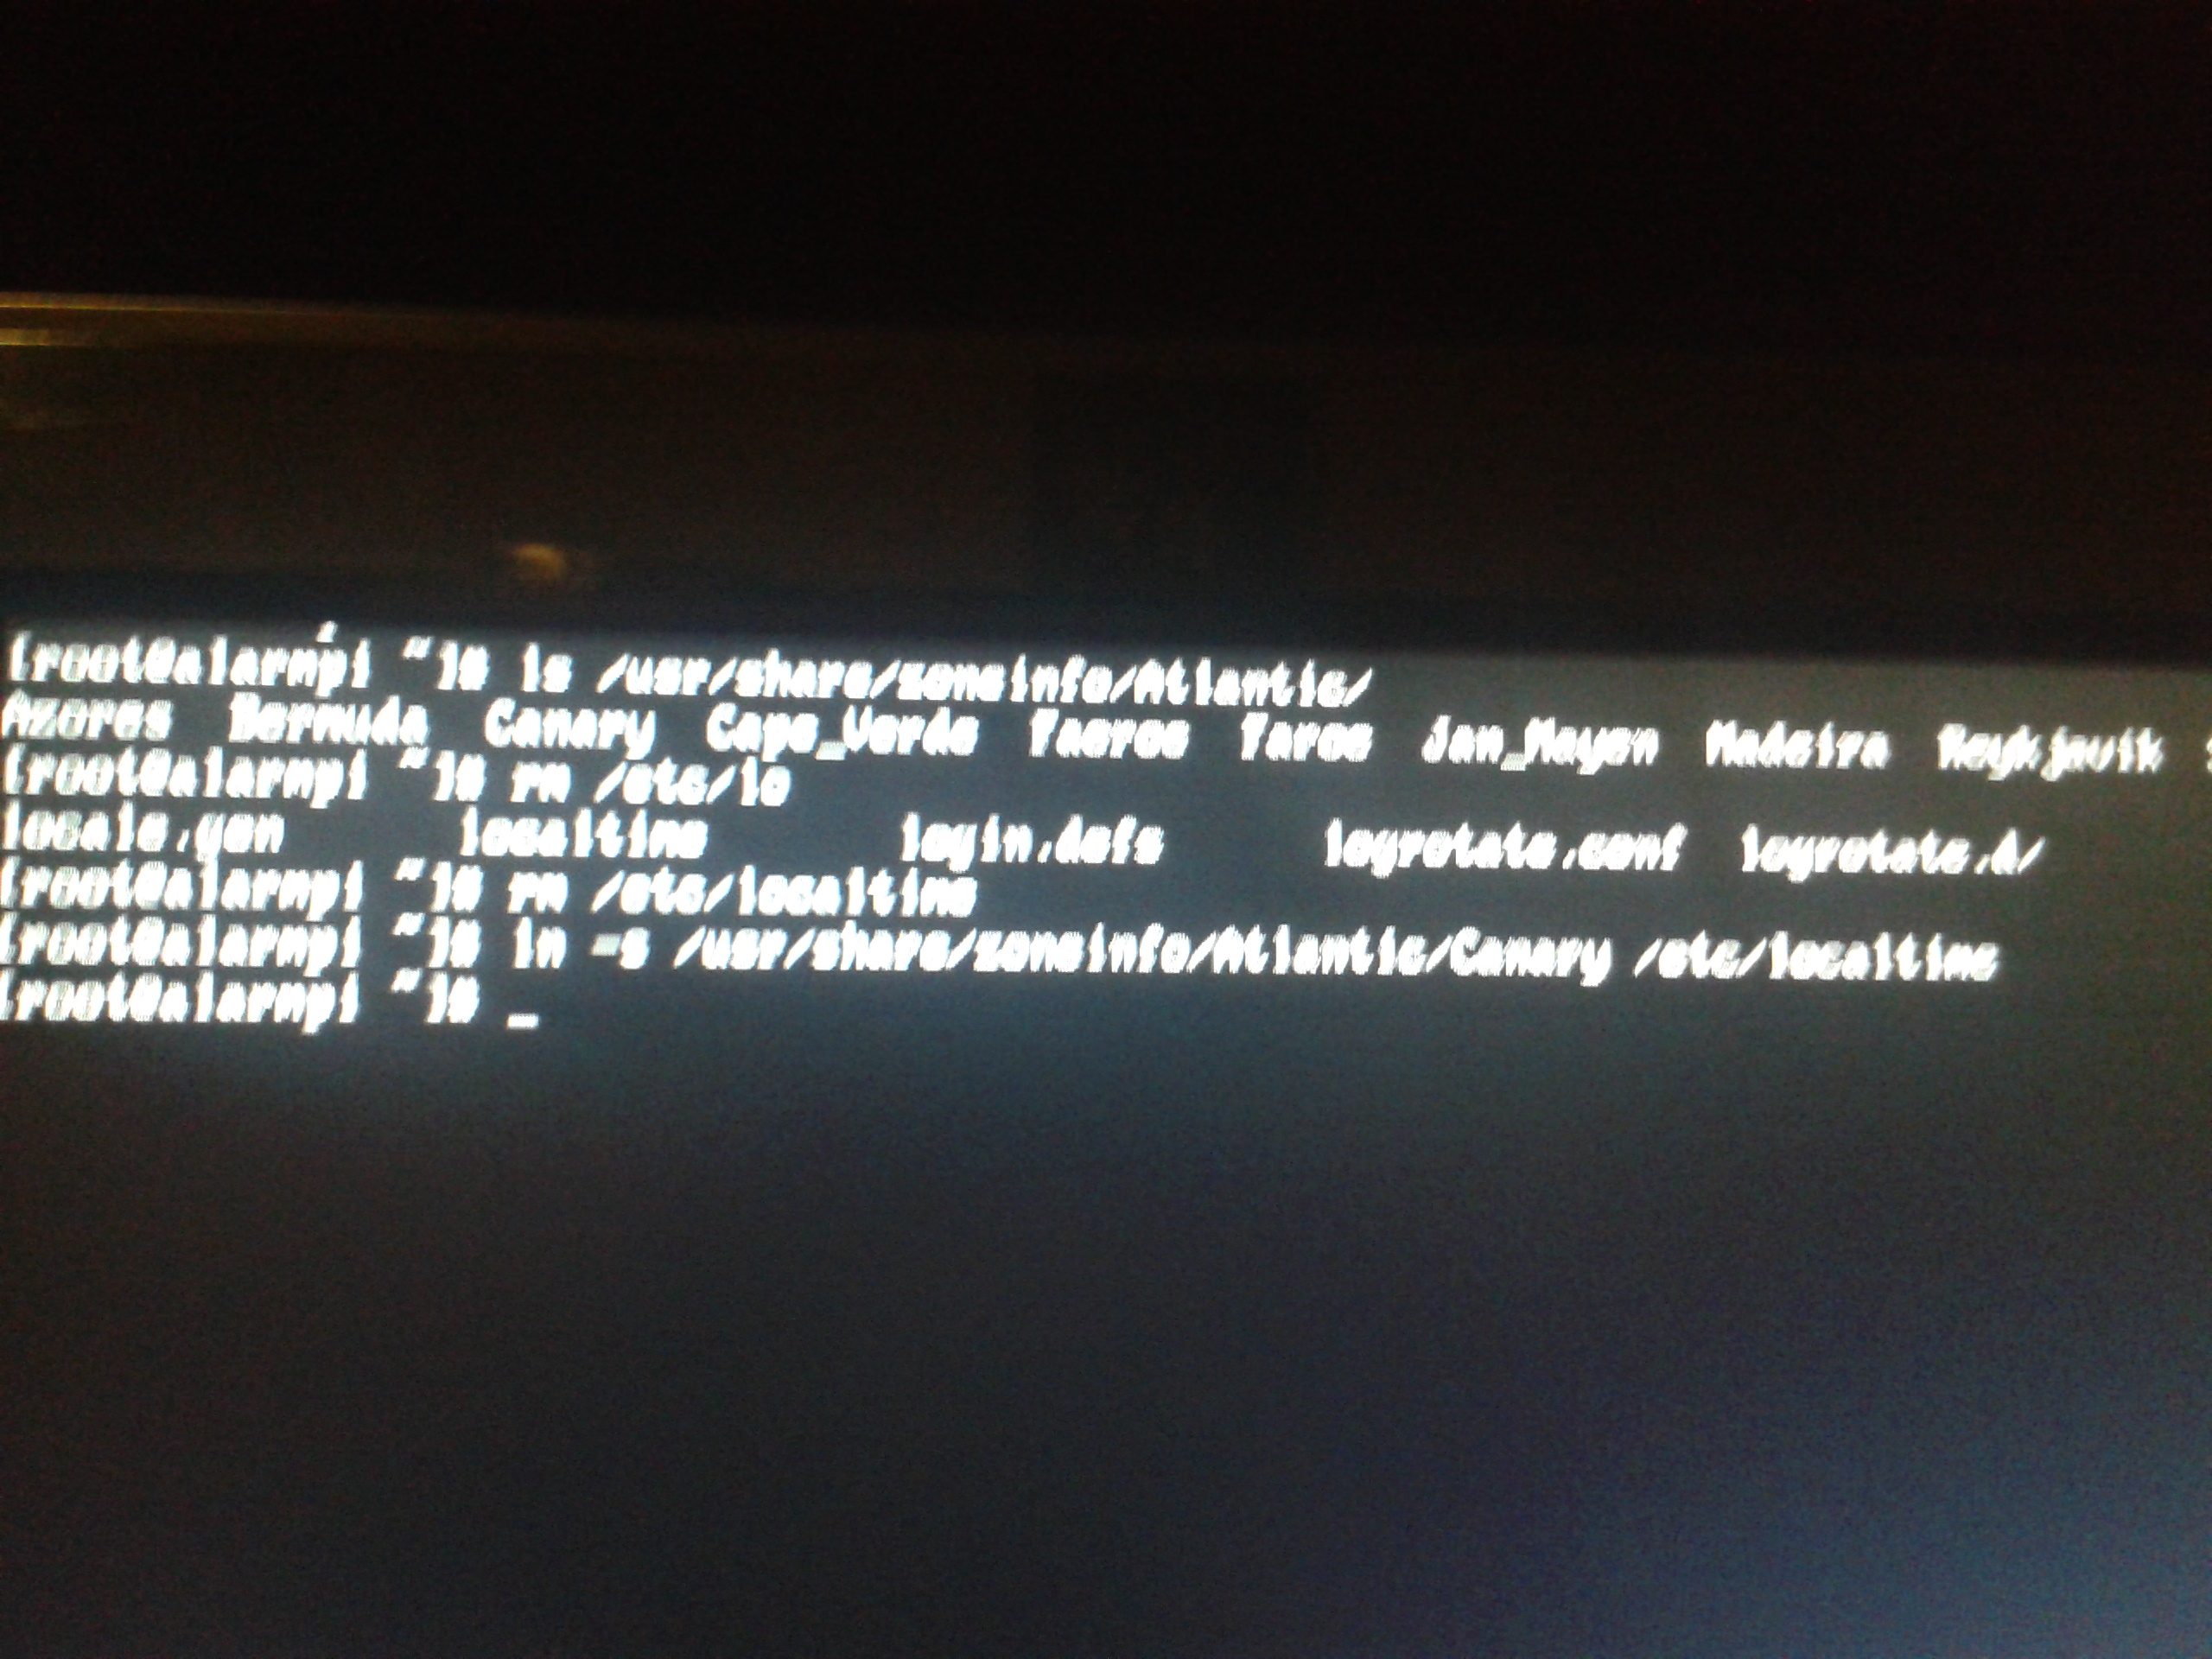 [root@alarmpi ~]# ls /usr/share/zoneinfo/Atlantic/
Azores Bermuda Canary Cape_Verde Faeroe Faroe Jan_Mayen Madeira Reykjavik
[root@alarmpi ~]# rm /etc/lo
locale.gen localtime login.defs logrotate.conf logrotate.d/
[root@alarmpi ~]# rm /etc/localtime
[root@alarmpi ~]# ln -s /usr/share/zoneinfo/Atlantic/Canary /etc/localtime
[root@alarmpi ~]# _